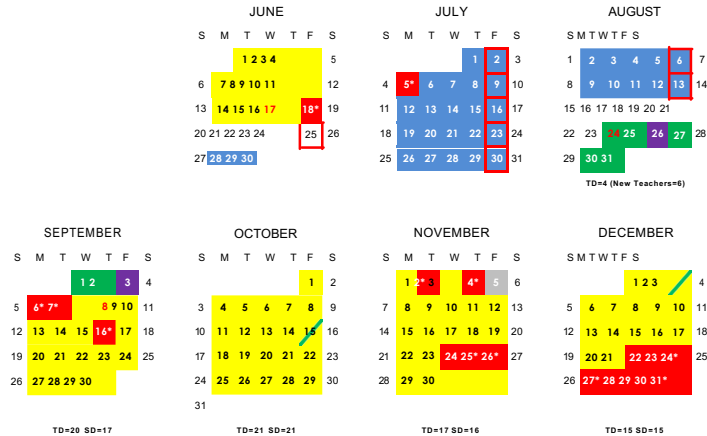 JUNE
S M T W T F S
1 2 3 4 5
6 7 8 9 10 11 12
13 14 15 16 17 18* 19
20 21 22 23 24 25 26
27 28 29 30
JULY
S M T W T F S
1 2 3
4 5* 6 7 8 9 10
11 12 13 14 15 16 17
18 19 20 21 22 23 24
25 26 27 28 29 30 31
AUGUST
S M T W T F S
1 2 3 4 5 6 7
8 9 10 11 12 13 14
15 16 17 18 19 20 21
22 23 24 25 26 27 28
29 30 31
TD=4 (New Teachers=6)
SEPTEMBER
S M T W T F S
1 2 3 4
5 6* 7* 8 9 10 11
12 13 14 15 16* 17 18
19 20 21 22 23 24 25
26 27 28 29 30
TD=20 SD=17
OCTOBER
S M T W T F S
1 2
3 4 5 6 7 8 9
10 11 12 13 14 15 16
17 18 19 20 21 22 23
24 25 26 27 28 29 30
31
TD=21 SD=21
NOVEMBER
S M T W T F S
1 2* 3 4* 5 6
7 8 9 10 11 12 13
14 15 16 17 18 19 20
21 22 23 24 25* 26* 27
28 29 30
TD=17 SD=16
DECEMBER
S M T W T F S
1 2 3 4
5 6 7 8 9 10 11
12 13 14 15 16 17 18
19 20 21 22 23 24* 25
26 27* 28 29 30 31*
TD=15 SD=15